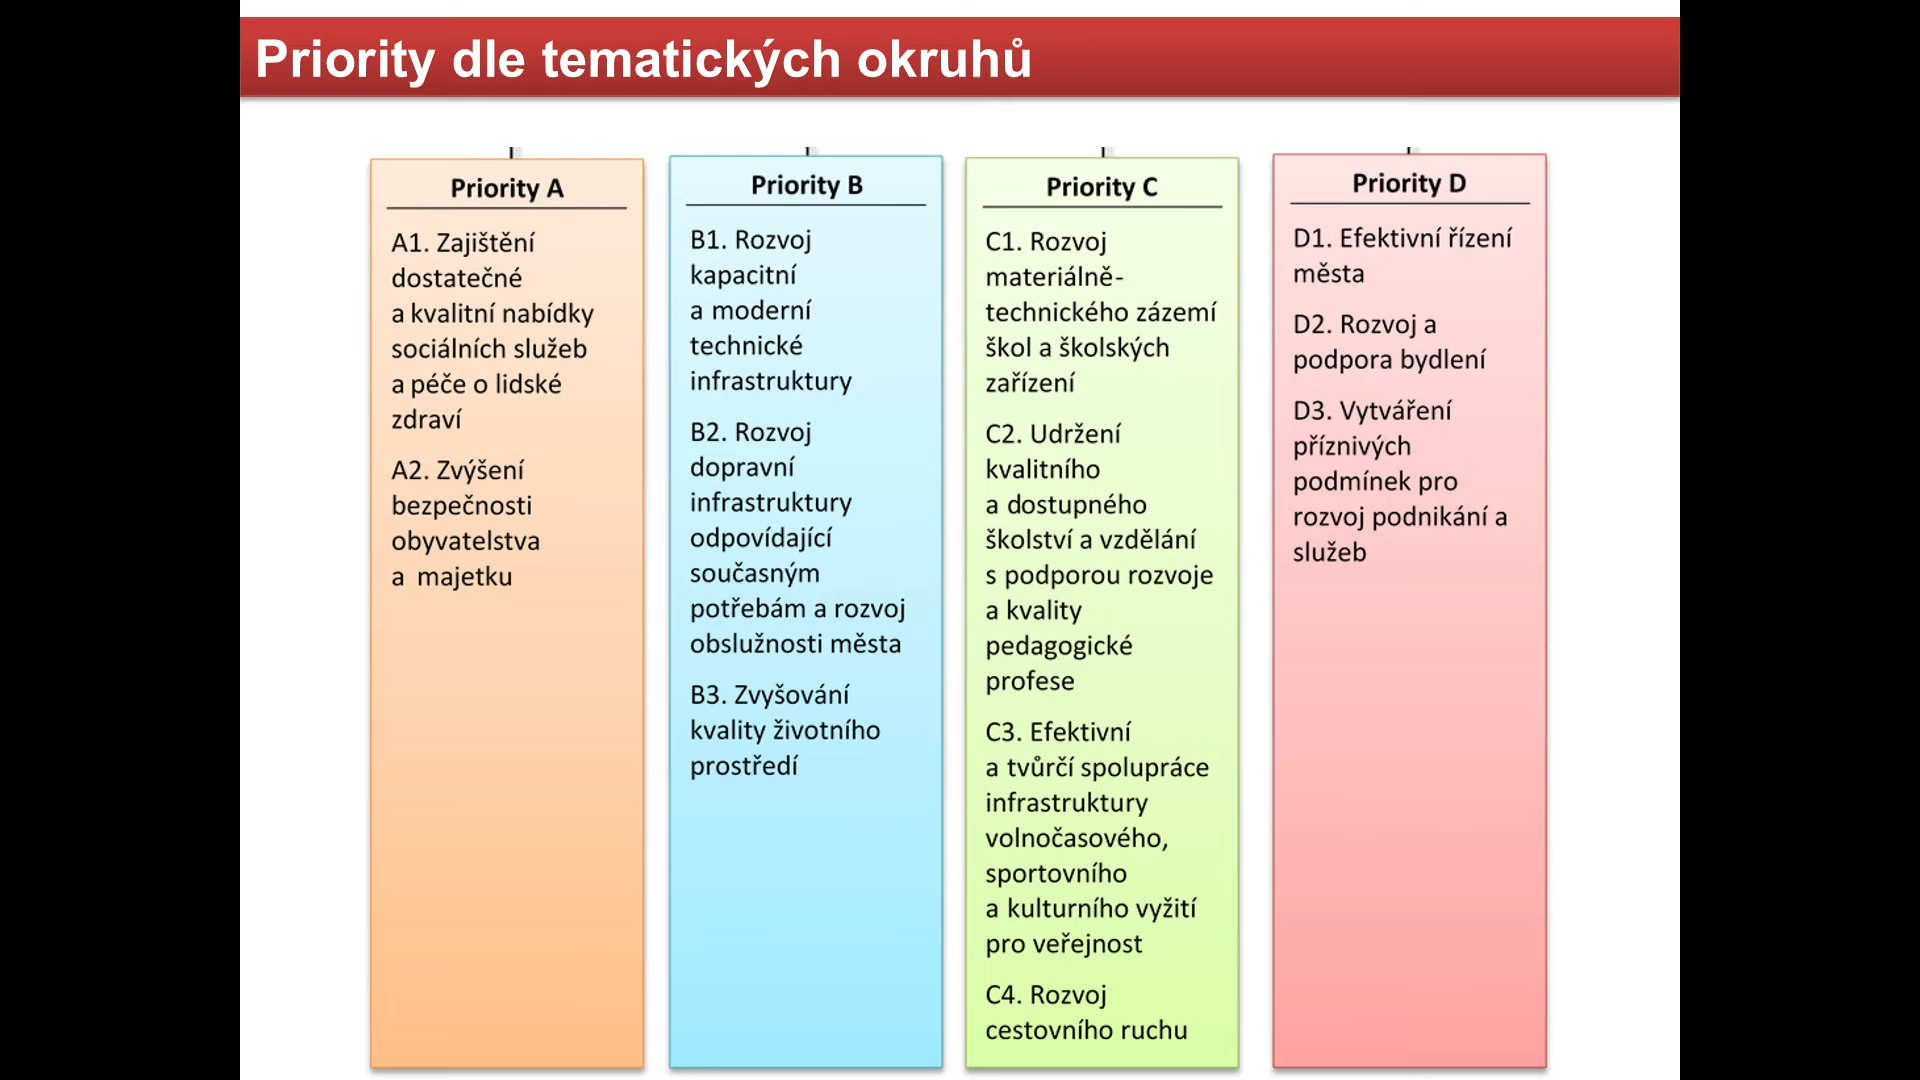 Priority dle tematických okruhů
Priority A
A1. Zajištění
dostatečné
a kvalitní nabídky
sociálních služeb
a péče o lidské
zdraví
A2. Zvýšení
bezpečnosti
obyvatelstva
a majetku
Priority B
B1. Rozvoj
kapacitní
a moderní
technické
infrastruktury
B2. Rozvoj
dopravní
infrastruktury
odpovídající
současným
potřebám a rozvoj
obslužnosti města
B3. Zvyšování
kvality životního
prostředí
Priority C
C1. Rozvoj
materiálně-
technického zázemí
škol a školských
zařízení
C2. Udržení
kvalitního
a dostupného
školství a vzdělání
s podporou rozvoje
a kvality
pedagogické
profese
C3. Efektivní
a tvůrčí spolupráce
infrastruktury
volnočasového,
sportovního
a kulturního vyžití
pro veřejnost
C4. Rozvoj
cestovního ruchu
Priority D
D1. Efektivní řízení
města
D2. Rozvoj a
podpora bydlení
D3. Vytváření
příznivých
podmínek pro
rozvoj podnikání a
služeb